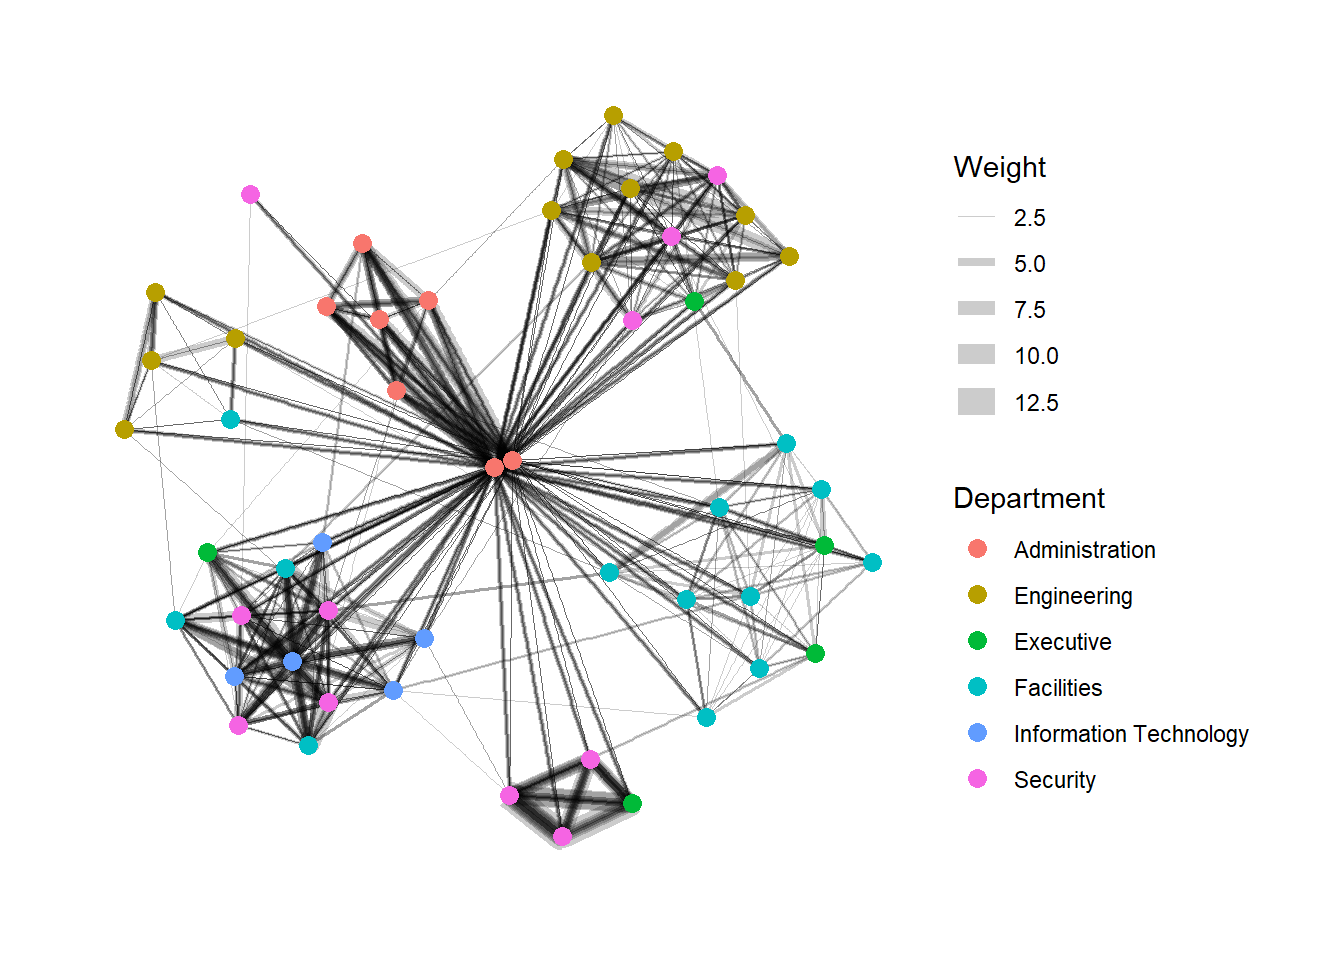 Weight
2.5
5.0
7.5
10.0
12.5
Department
Administration
Engineering
Executive
Facilities
Information Technology
Security